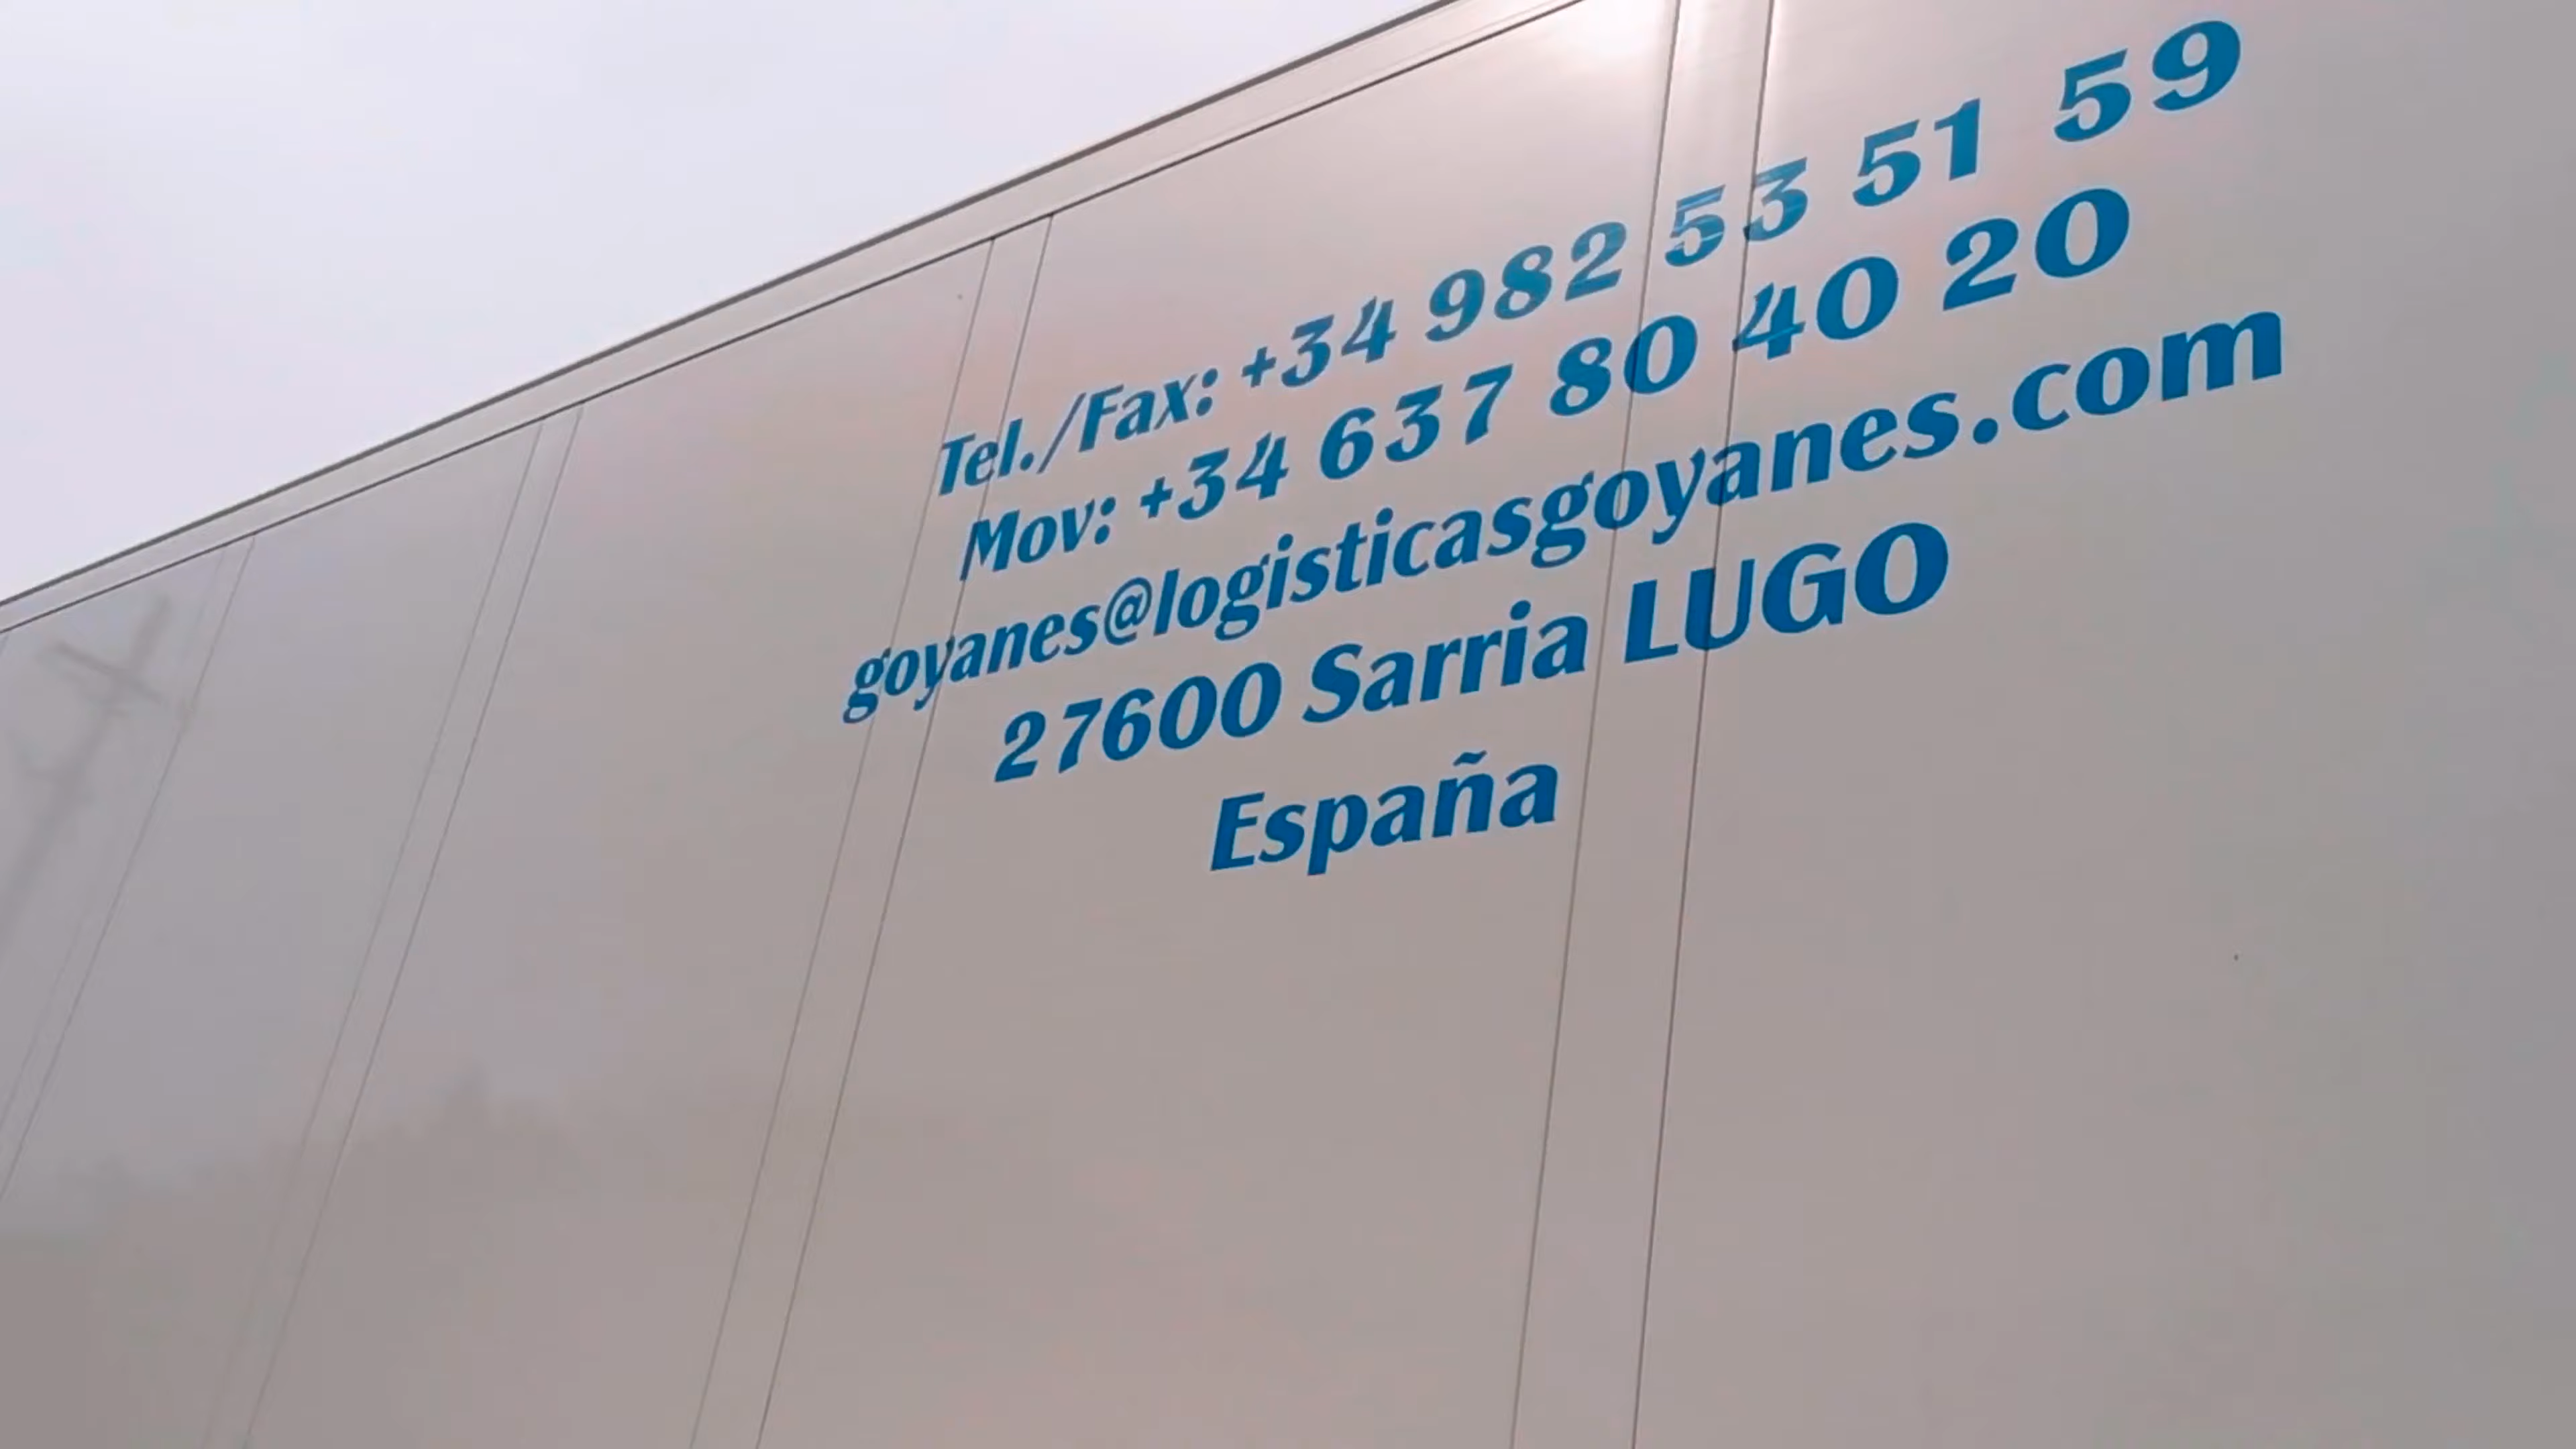 Tel./Fax: +34 982 53 51 59
Mov: +34 637 80 40 20
goyanes@logisticasgoyanes.com
27600 Sarria LUGO
España